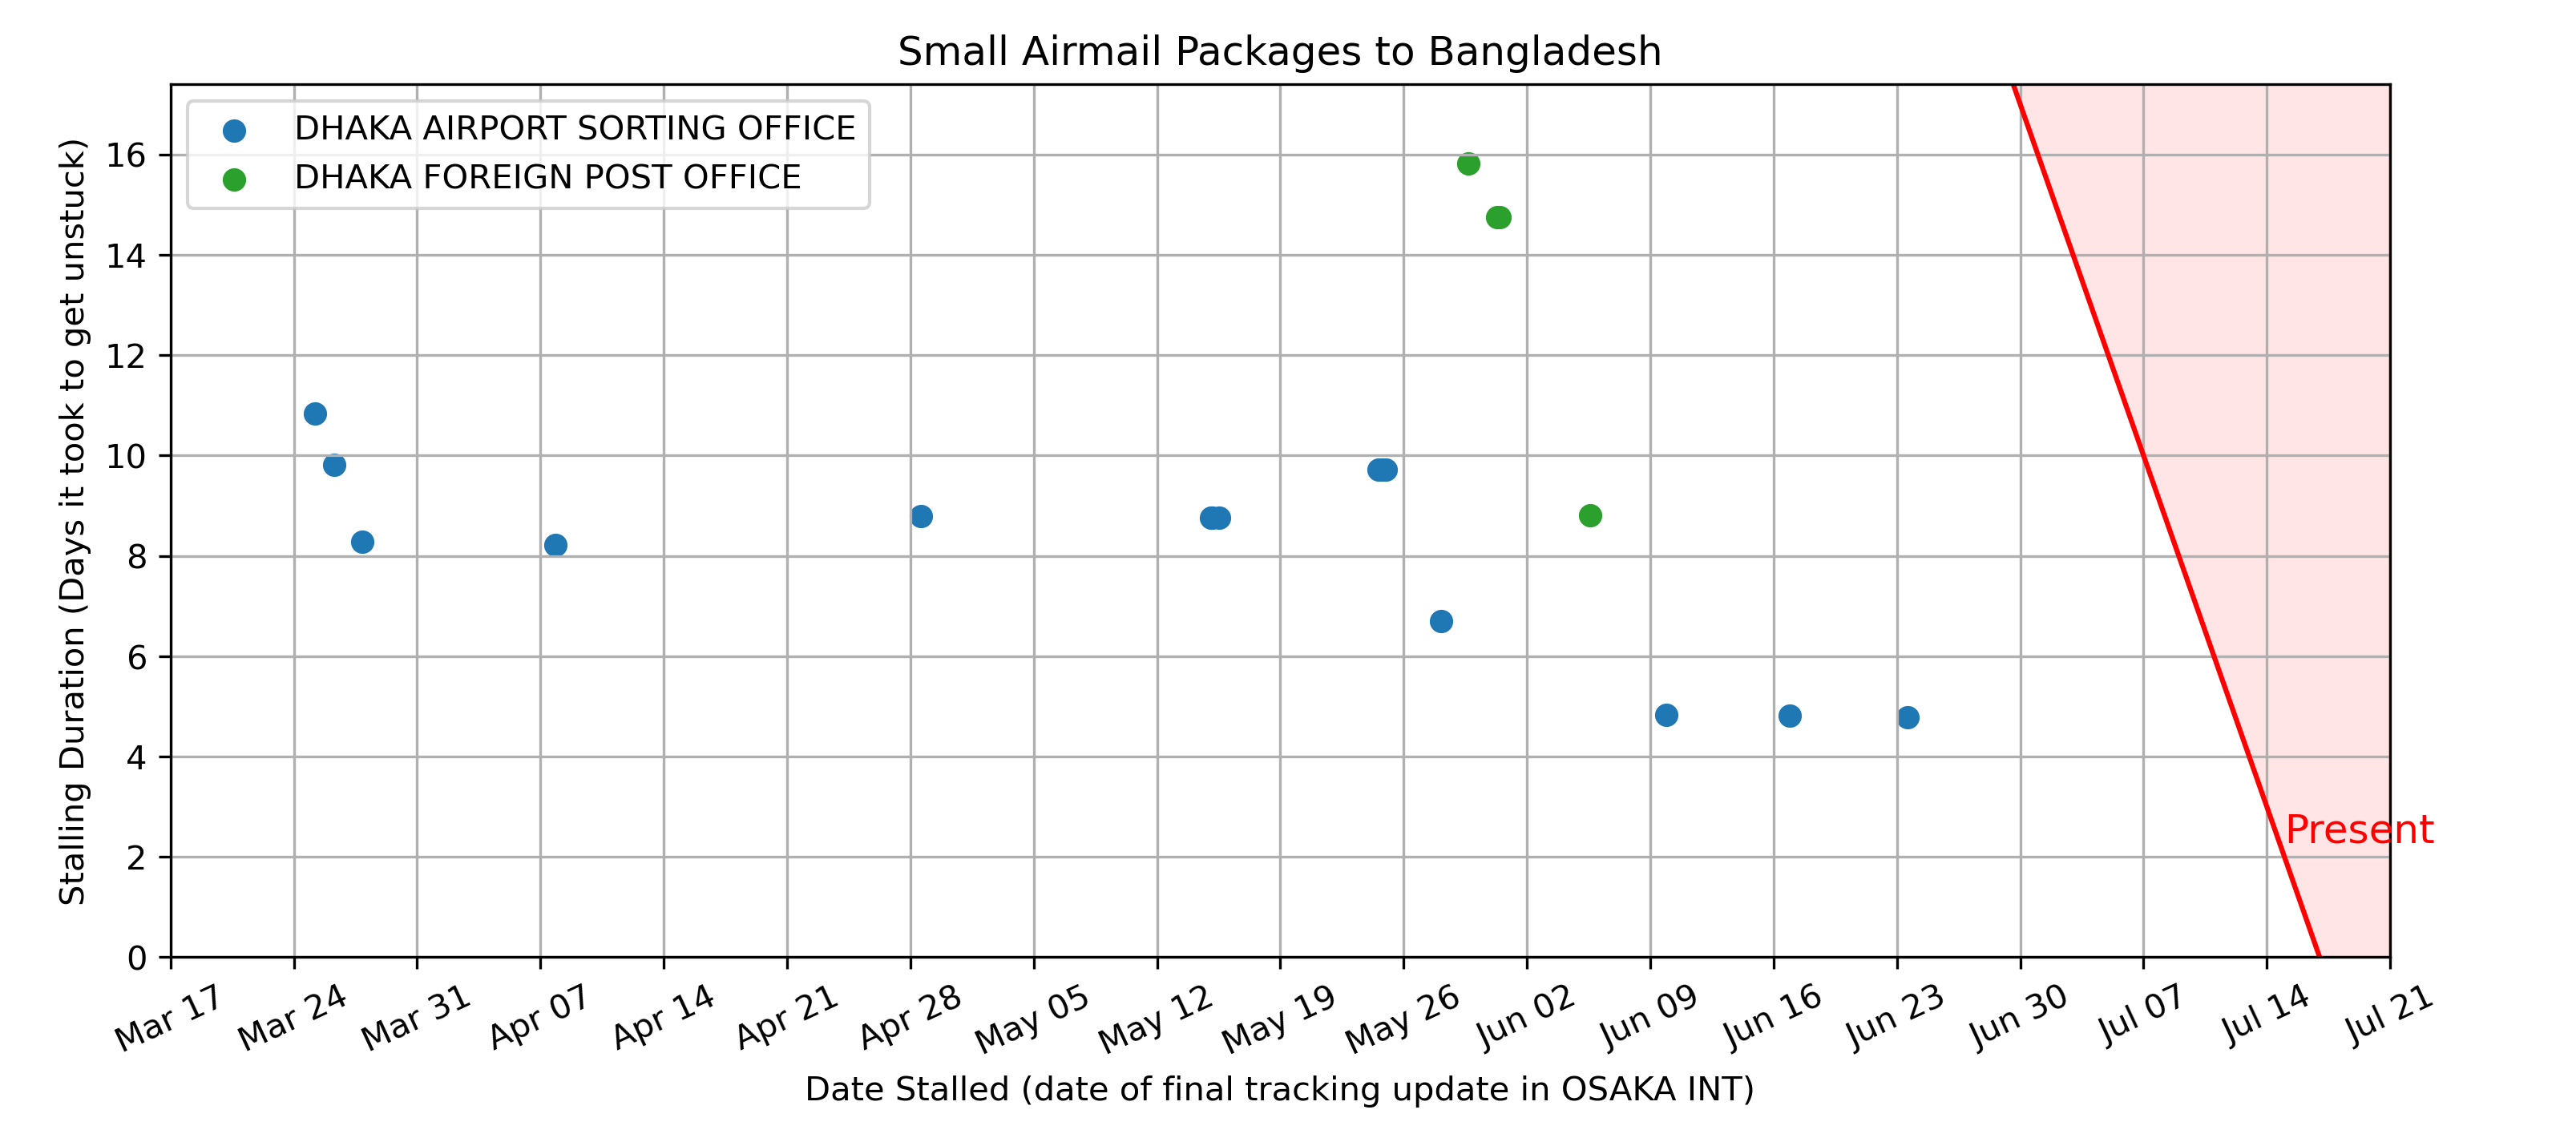 Small Airmail Packages to Bangladesh
DHAKA AIRPORT SORTING OFFICE
DHAKA FOREIGN POST OFFICE
Stalling Duration (Days it took to get unstuck)
16
14
12
10
8
6
4
2
0
Present
Mar 17 Mar 24 Mar 31 Apr 07 Apr 14 Apr 21 Apr 28 May 05 May 12 May 19 May 26 Jun 02 Jun 09 Jun 16 Jun 23 Jun 30 Jul 07 Jul 14 Jul 21
Date Stalled (date of final tracking update in OSAKA INT)